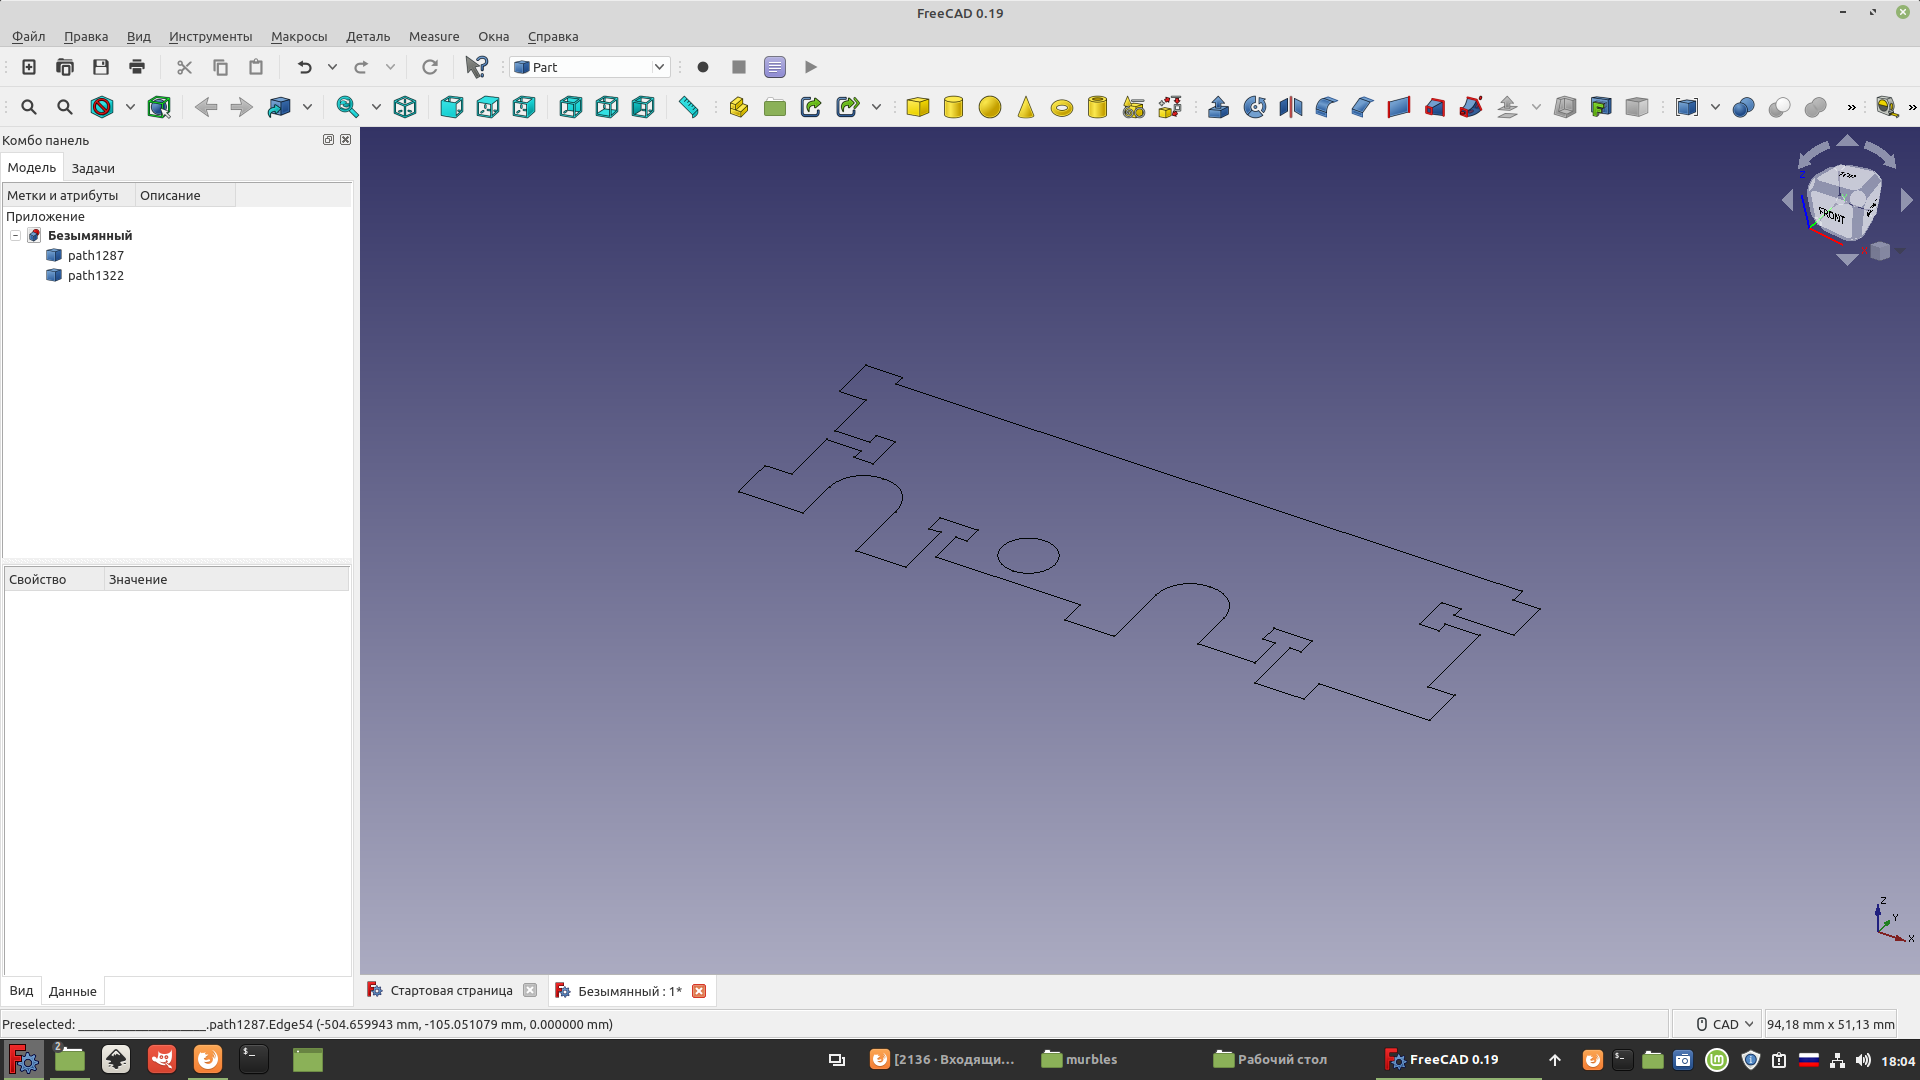 FreeCAD 0.19
Файл Правка Вид Инструменты Макросы Деталь Measure Окна Справка
Part
Комбо панель
Модель Задачи
Метки и атрибуты Описание
Приложение
Безымянный
path1287
path1322
Свойство Значение
FRONT
Z
X
Z
Y
X
Вид Данные
Стартовая страница Безымянный : 1*
Preselected: ____________________.path1287.Edge54 (-504.659943 mm, -105.051079 mm, 0.000000 mm)
CAD 94,18 mm x 51,13 mm
2 [2136 · Входящи... murbles Рабочий стол FreeCAD 0.19 18:04